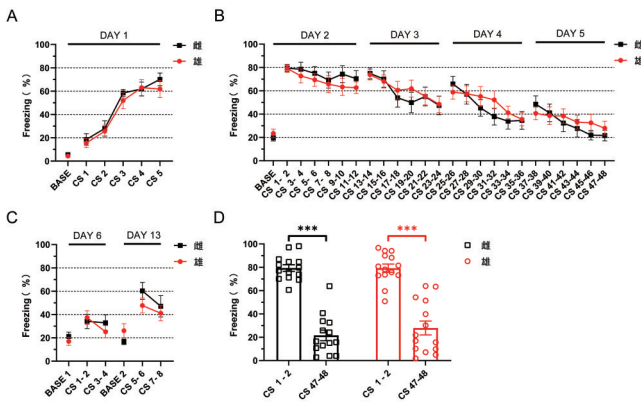 A
DAY 1
雌
雄
Freezing (%)
100
80
60
40
20
0
BASE
CS 1
CS 2
CS 3
CS 4
CS 5
B
DAY 2
DAY 3
DAY 4
DAY 5
雌
雄
Freezing (%)
100
80
60
40
20
0
BASE
CS 1- 2
CS 3- 4
CS 5- 6
CS 7- 8
CS 9-10
CS 11-12
CS 13-14
CS 15-16
CS 17-18
CS 19-20
CS 21-22
CS 23-24
CS 25-26
CS 27-28
CS 29-30
CS 31-32
CS 33-34
CS 35-36
CS 37-38
CS 39-40
CS 41-42
CS 43-44
CS 45-46
CS 47-48
C
DAY 6
DAY 13
雌
雄
Freezing (%)
100
80
60
40
20
0
BASE 1
CS 1- 2
CS 3- 4
BASE 2
CS 5- 6
CS 7- 8
D
***
***
雌
雄
Freezing (%)
100
80
60
40
20
0
CS 1 - 2
CS 47-48
CS 1 - 2
CS 47-48